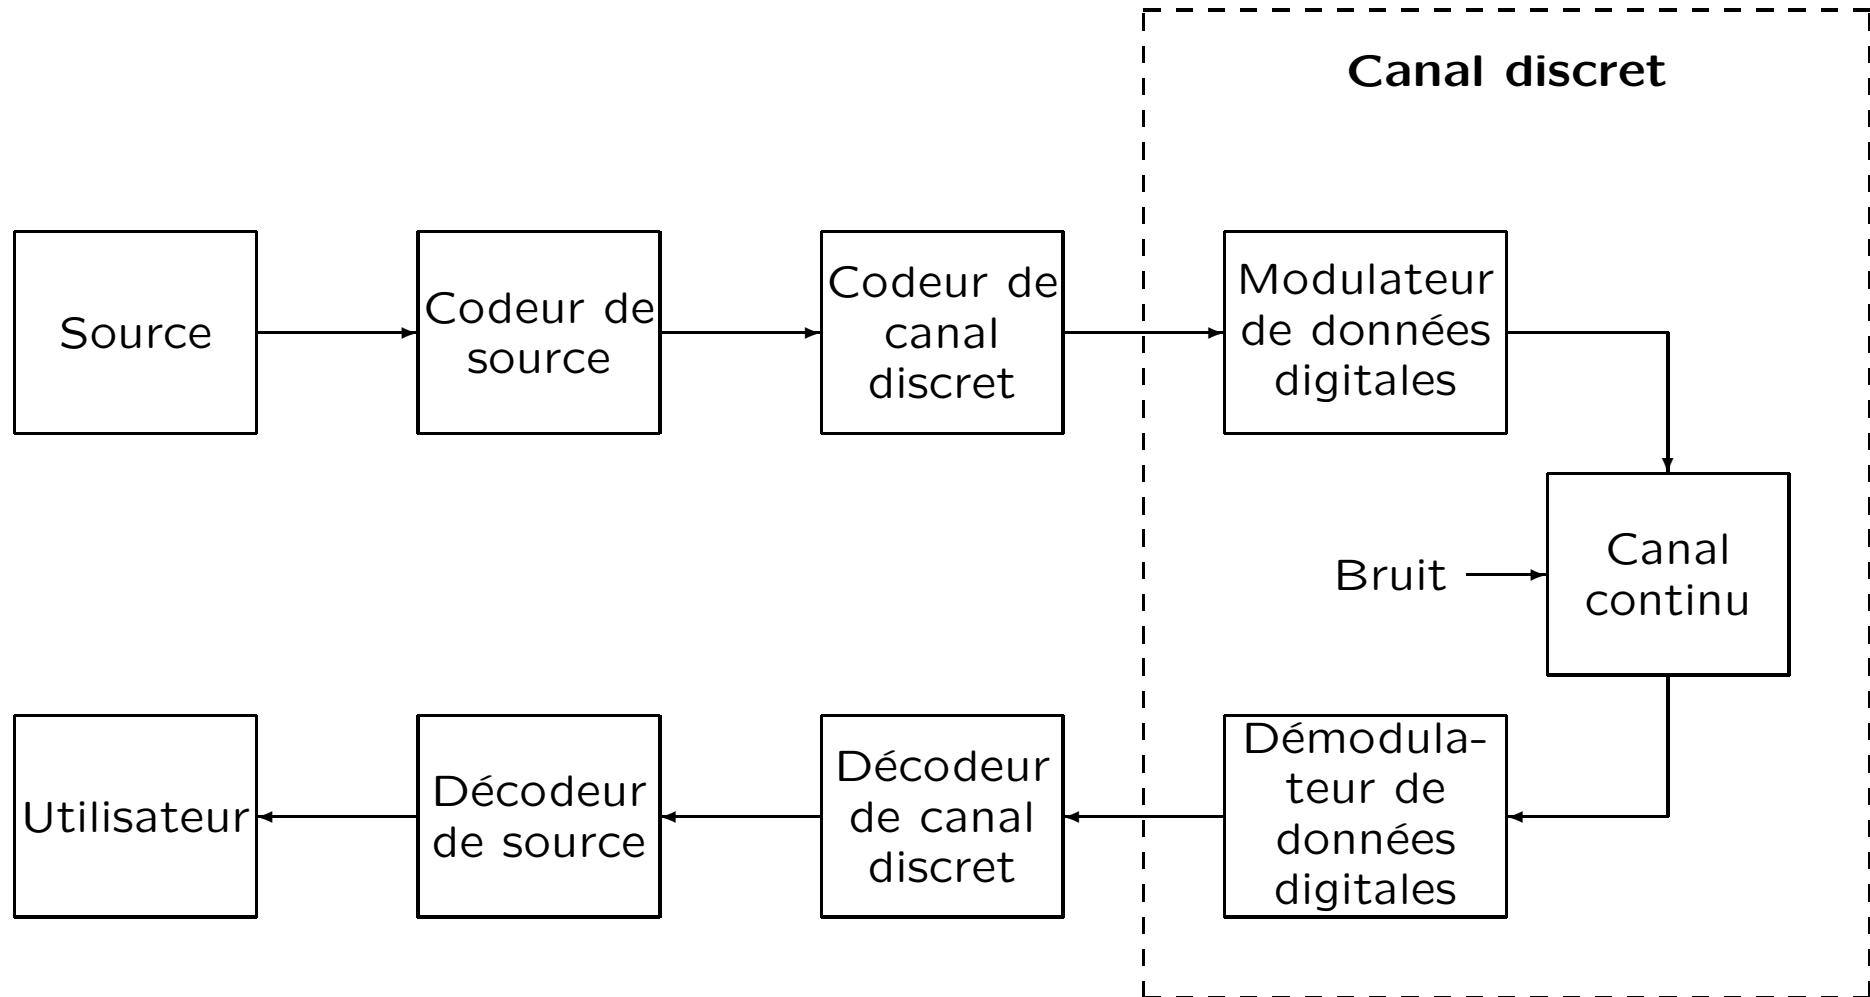 Canal discret
Source
Codeur de
source
Codeur de
canal
discret
Modulateur
de données
digitales
Bruit
Canal
continu
Utilisateur
Décodeur
de source
Décodeur
de canal
discret
Démodula-
teur de
données
digitales